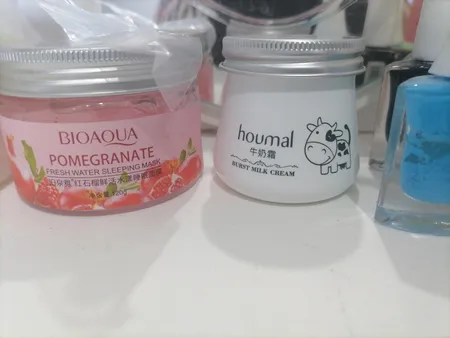 BIOAQUA
POMEGRANATE
FRESH WATER SLEEPING MASK
houmal
牛奶霜
BURST MILK CREAM